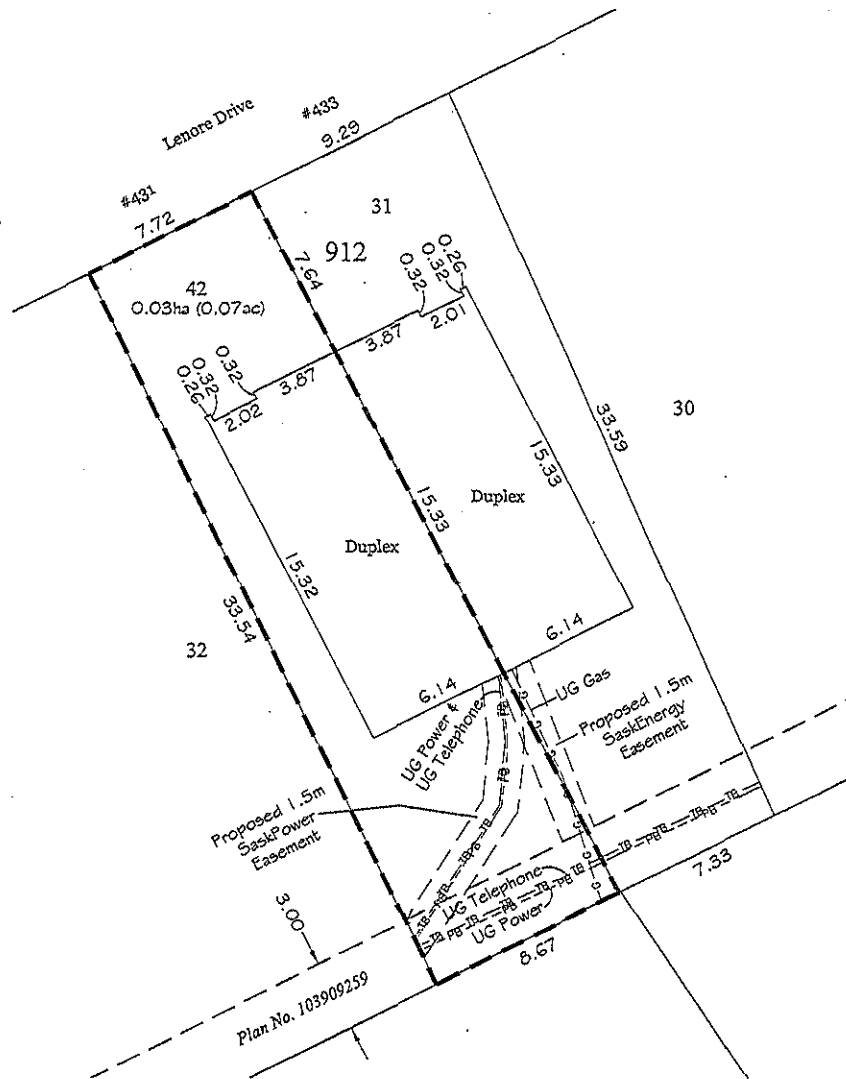 Lenore Drive
#433
9.29
#431
7.72
31
912
7.64
42
0.03ha (0.07ac)
0.32
0.32
0.26
2.01
3.87
3.87
0.32
0.32
0.26
2.02
33.59
30
15.33
15.33
Duplex
Duplex
15.32
33.54
32
6.14
6.14
UG Gas
UG Power &
UG Telephone
Proposed 1.5m
SaskEnergy
Easement
Proposed 1.5m
SaskPower
Easement
3.00
UG Telephone
UG Power
7.33
8.67
Plan No. 103909259